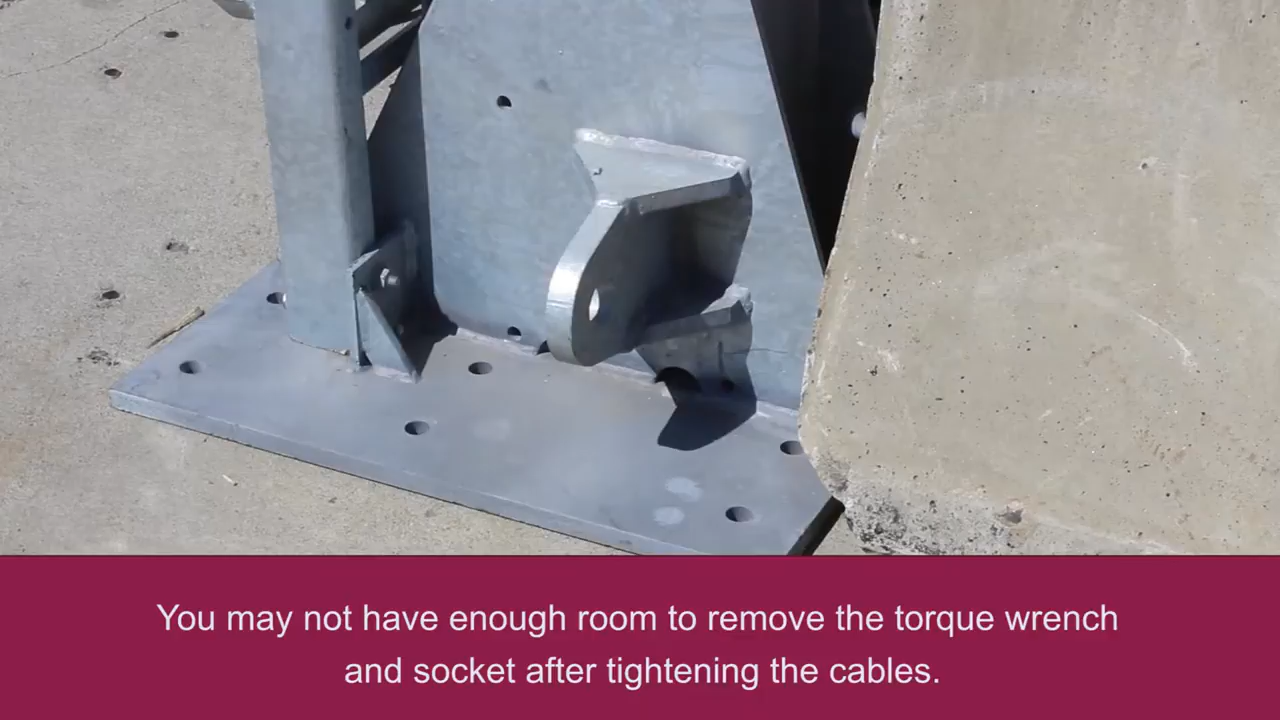 You may not have enough room to remove the torque wrench
and socket after tightening the cables.